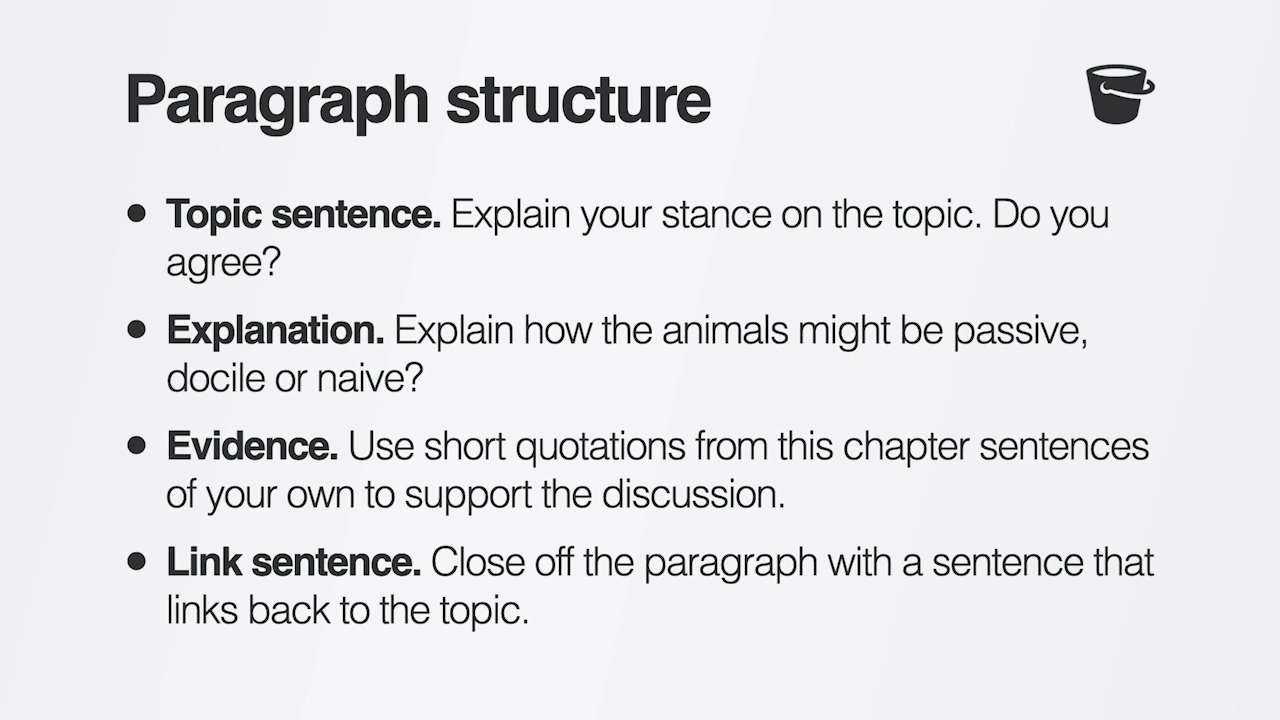 Paragraph structure
• Topic sentence. Explain your stance on the topic. Do you
agree?
• Explanation. Explain how the animals might be passive,
docile or naive?
• Evidence. Use short quotations from this chapter sentences
of your own to support the discussion.
• Link sentence. Close off the paragraph with a sentence that
links back to the topic.